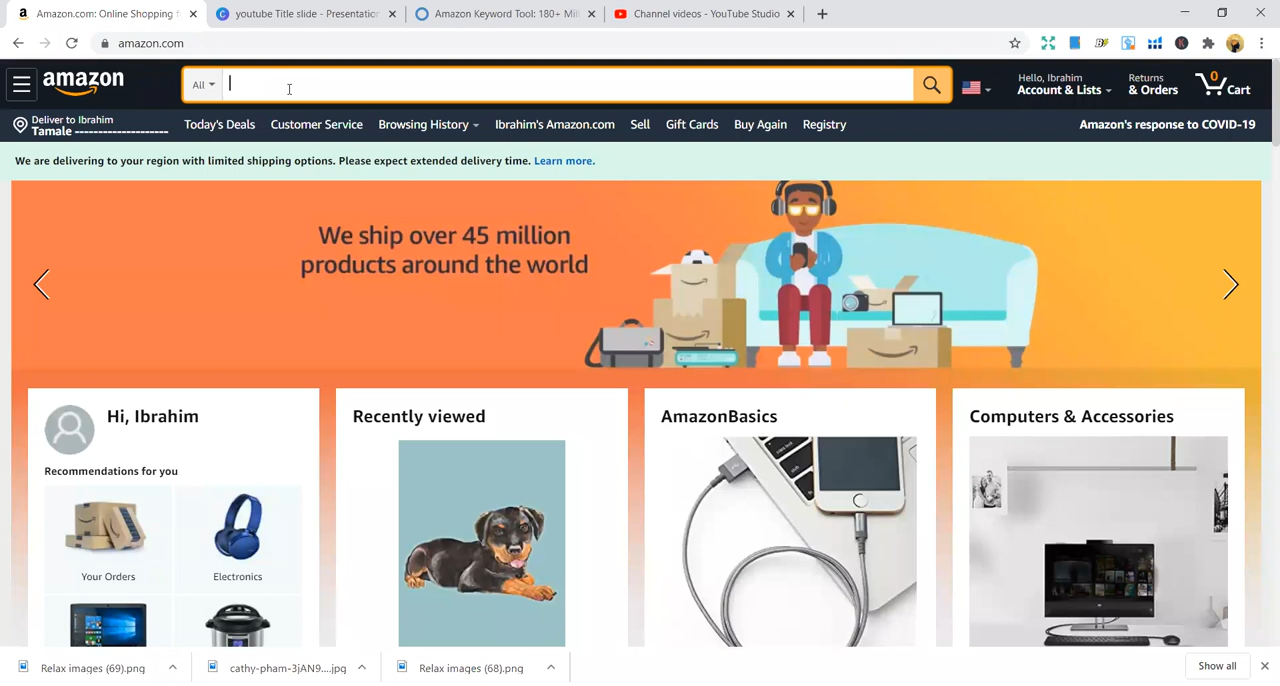 Amazon.com: Online Shopping f
youtube Title slide - Presentation
Amazon Keyword Tool: 180+ Mil
Channel videos - YouTube Studio
amazon.com
amazon
All
Hello, Ibrahim
Account & Lists
Returns
& Orders
0
Cart
Deliver to Ibrahim
Tamale --------------------
Today's Deals
Customer Service
Browsing History
Ibrahim's Amazon.com
Sell
Gift Cards
Buy Again
Registry
Amazon's response to COVID-19
We are delivering to your region with limited shipping options. Please expect extended delivery time. Learn more.
We ship over 45 million
products around the world
Hi, Ibrahim
Recommendations for you
Your Orders
Electronics
Recently viewed
AmazonBasics
Computers & Accessories
Relax images (69).png
cathy-pham-3jAN9....jpg
Relax images (68).png
Show all